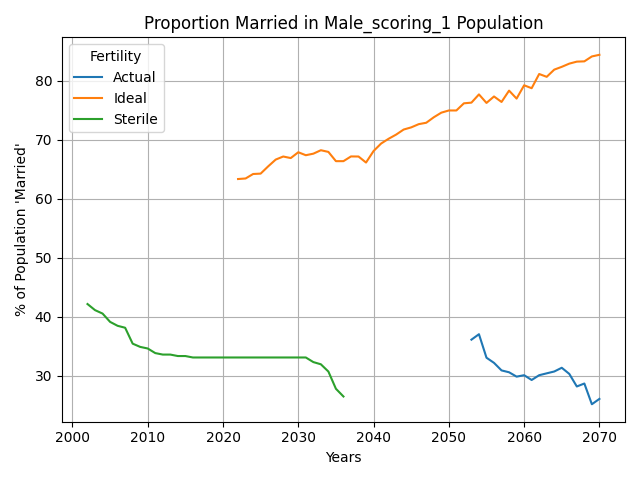 Proportion Married in Male_scoring_1 Population
Fertility
Actual
Ideal
Sterile
% of Population 'Married'
80
70
60
50
40
30
2000 2010 2020 2030 2040 2050 2060 2070
Years